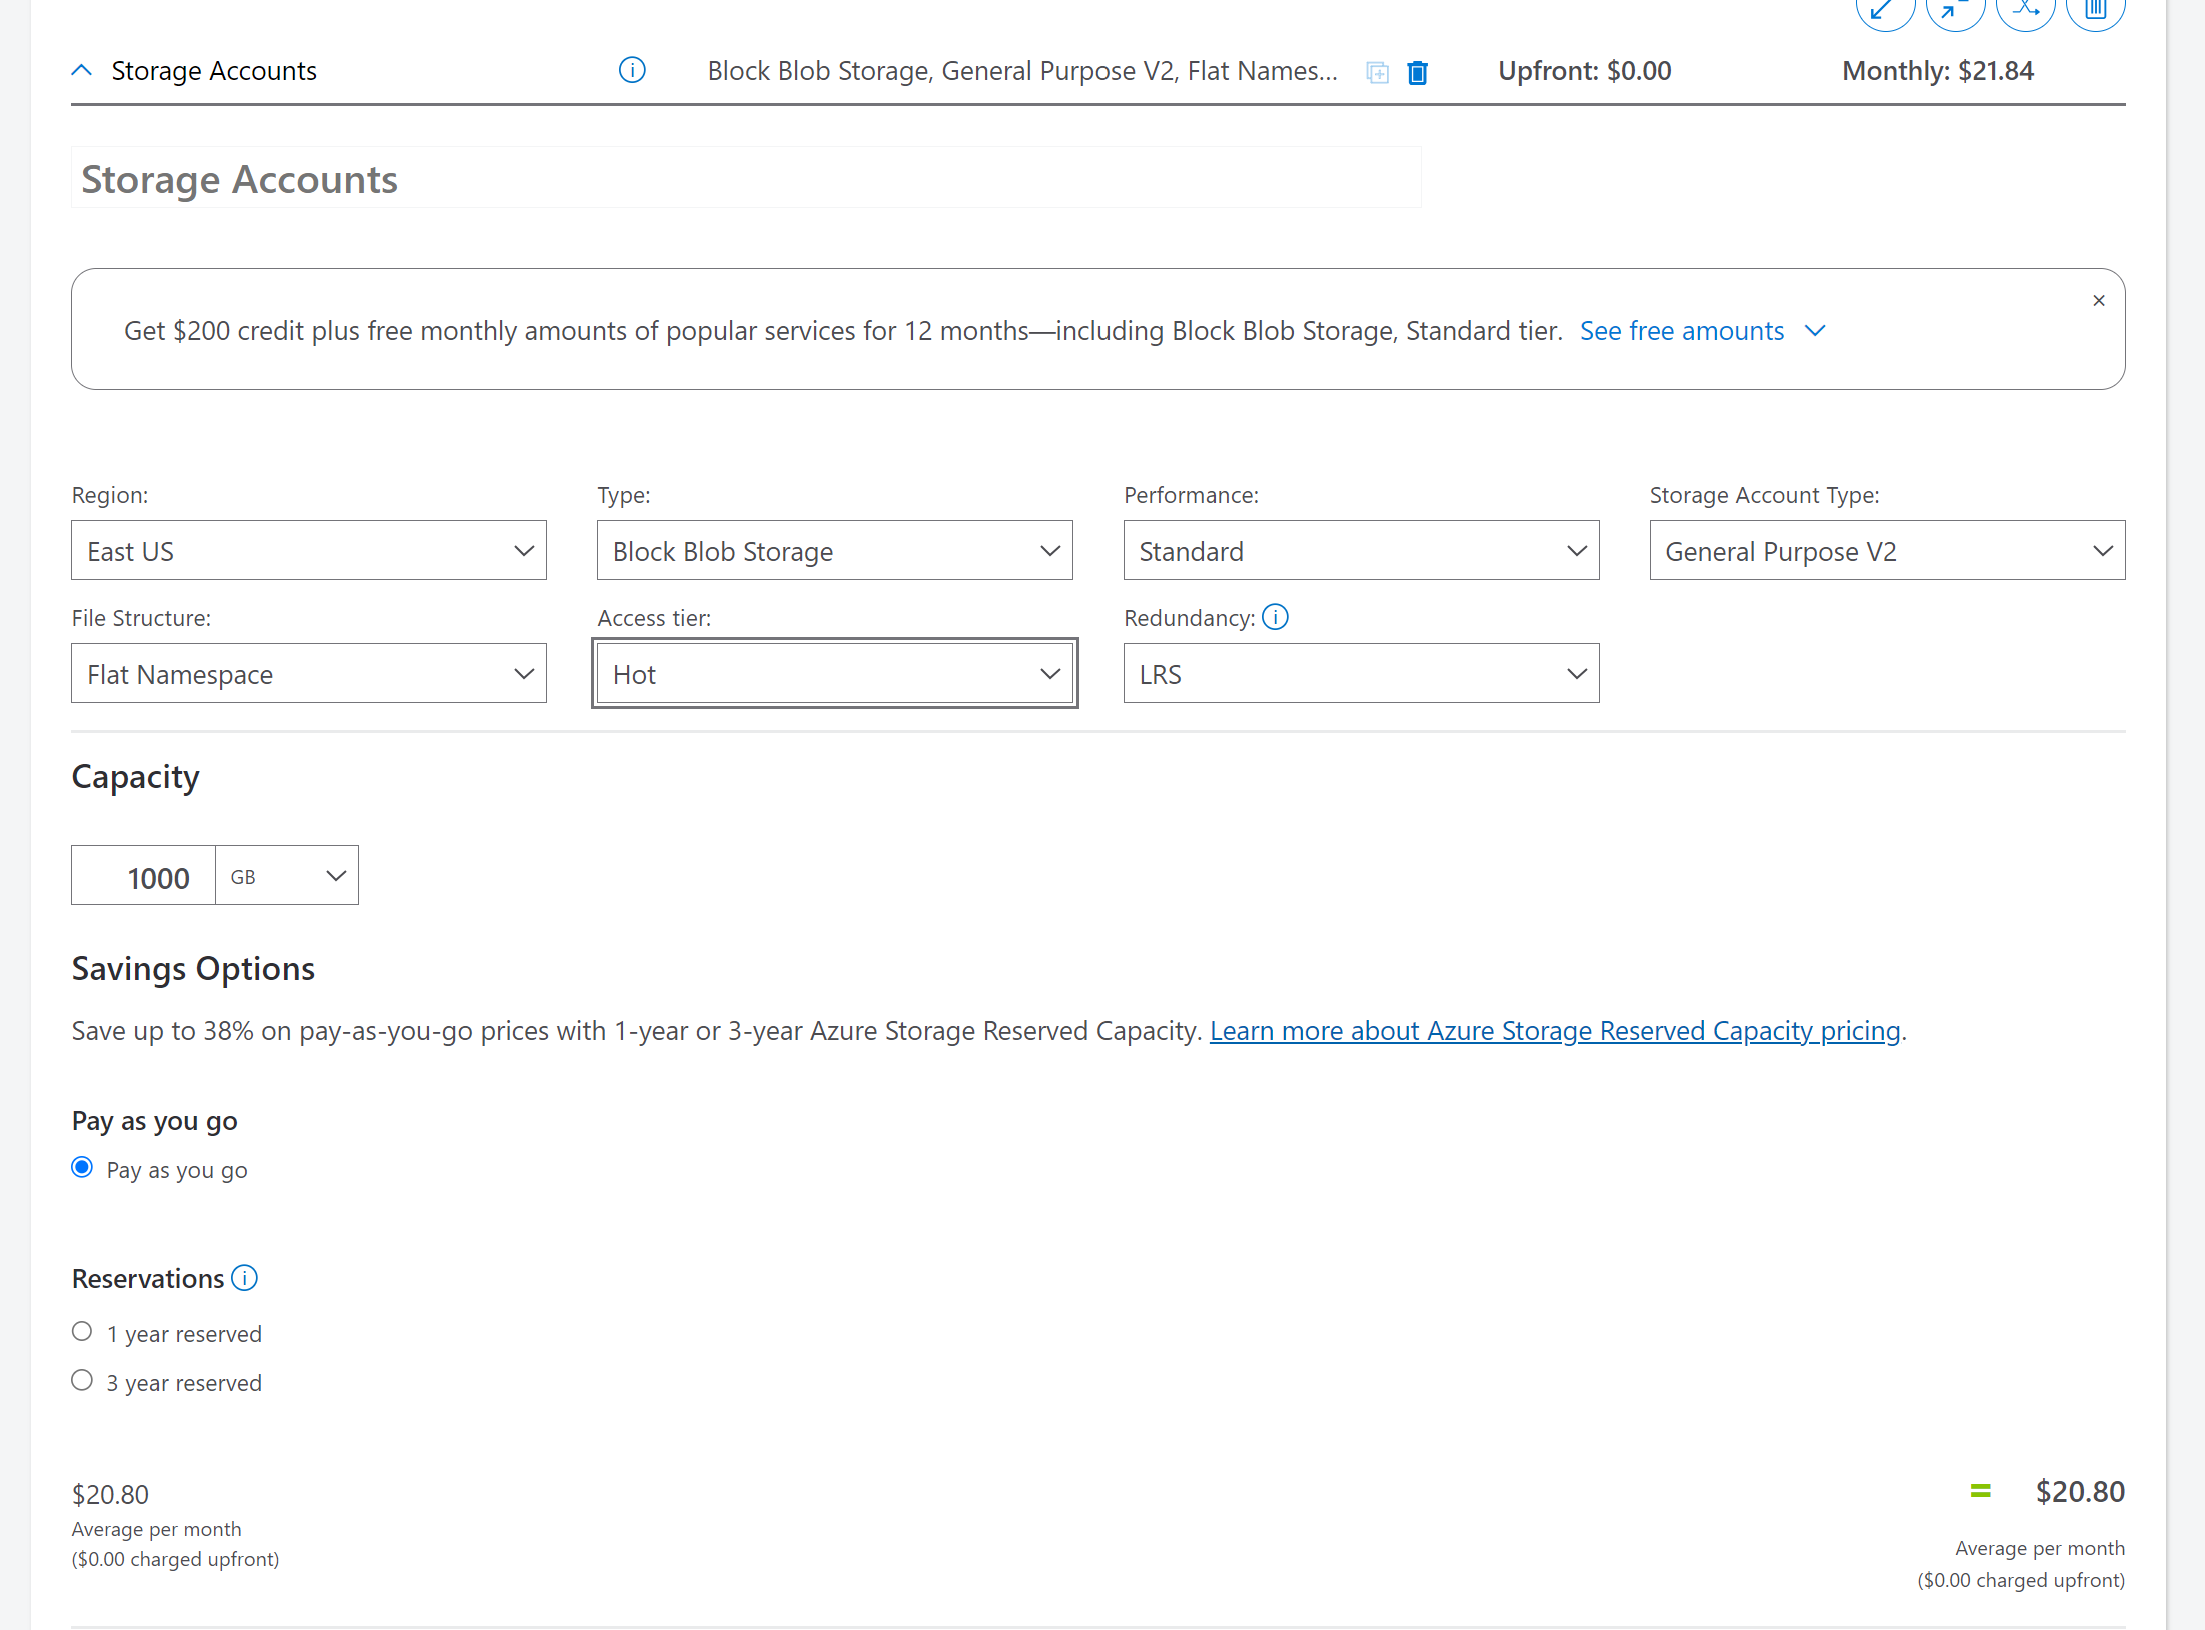 Storage Accounts Block Blob Storage, General Purpose V2, Flat Names... Upfront: $0.00 Monthly: $21.84
Storage Accounts
Get $200 credit plus free monthly amounts of popular services for 12 months—including Block Blob Storage, Standard tier. See free amounts
Region: Type: Performance: Storage Account Type:
East US Block Blob Storage Standard General Purpose V2
File Structure: Access tier: Redundancy:
Flat Namespace Hot LRS
Capacity
1000 GB
Savings Options
Save up to 38% on pay-as-you-go prices with 1-year or 3-year Azure Storage Reserved Capacity. Learn more about Azure Storage Reserved Capacity pricing.
Pay as you go
Pay as you go
Reservations
1 year reserved
3 year reserved
$20.80 = $20.80
Average per month Average per month
($0.00 charged upfront) ($0.00 charged upfront)